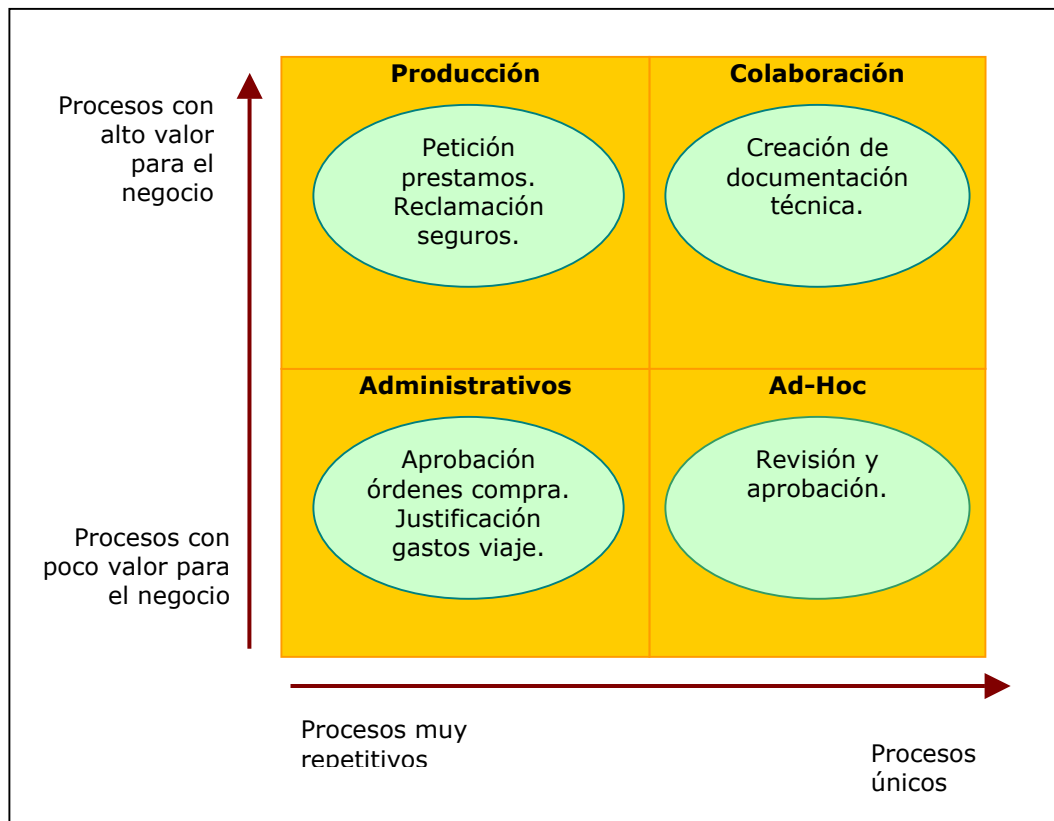 Producción
Colaboración
Procesos con
alto valor
para el
negocio
Petición
prestamos.
Reclamación
seguros.
Creación de
documentación
técnica.
Administrativos
Ad-Hoc
Aprobación
órdenes compra.
Justificación
gastos viaje.
Revisión y
aprobación.
Procesos con
poco valor para
el negocio
Procesos muy
repetitivos
Procesos
únicos